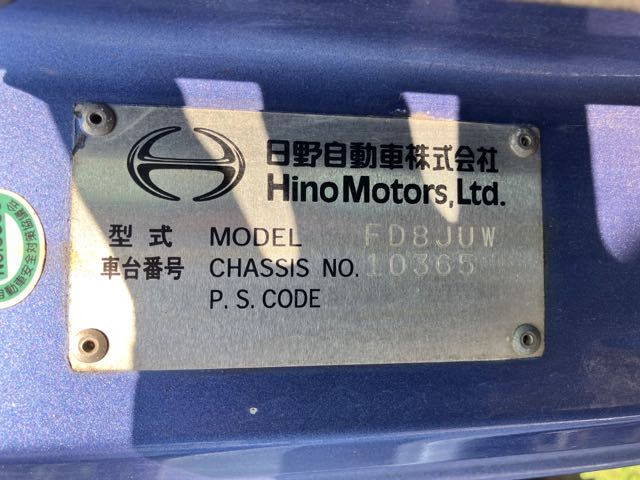 日野自動車株式会社
Hino Motors, Ltd.
型式 MODEL FD8JUW
車台番号 CHASSIS NO. 10365
P. S. CODE